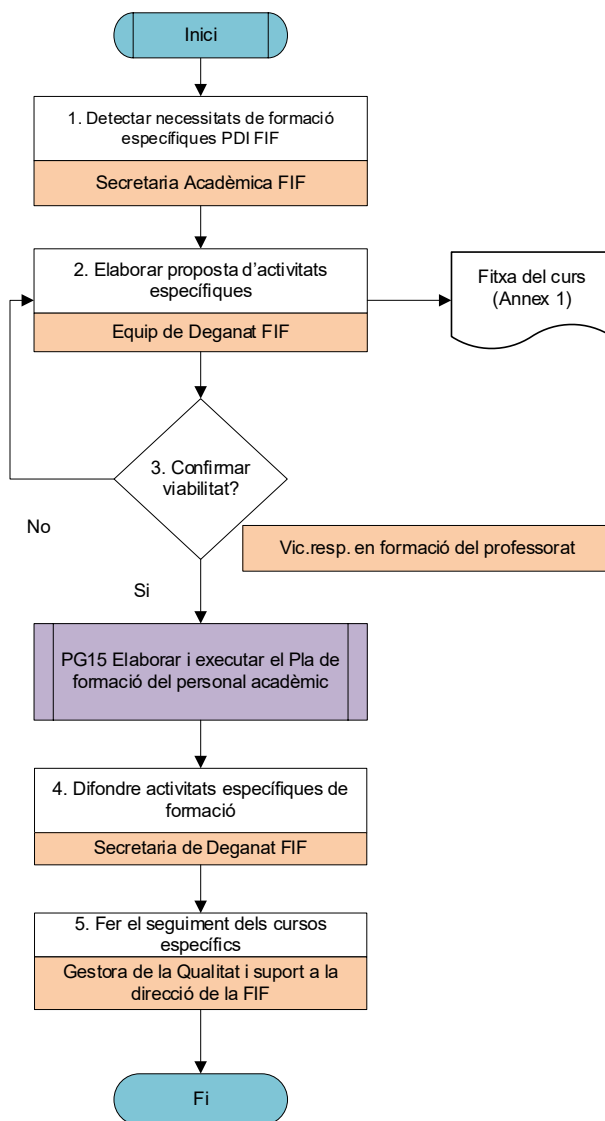 Inici
1. Detectar necessitats de formació
específiques PDI FIF
Secretaria Acadèmica FIF
2. Elaborar proposta d'activitats
específiques
Equip de Deganat FIF
Fitxa del curs
(Annex 1)
3. Confirmar
viabilitat?
No
Vic.resp. en formació del professorat
Si
PG15 Elaborar i executar el Pla de
formació del personal acadèmic
4. Difondre activitats específiques de
formació
Secretaria de Deganat FIF
5. Fer el seguiment dels cursos
específics
Gestora de la Qualitat i suport a la
direcció de la FIF
Fi